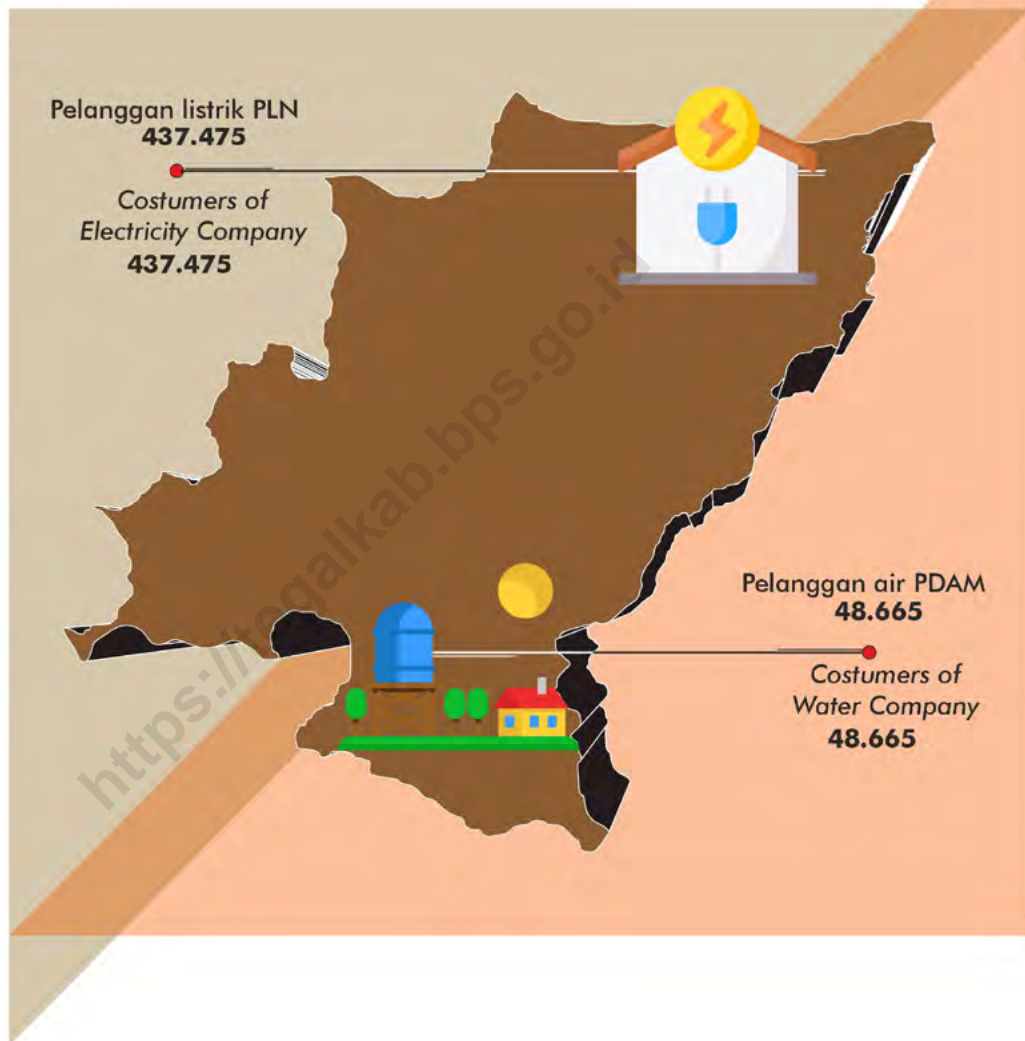 Pelanggan listrik PLN
437.475
Costumers of
Electricity Company
437.475
Pelanggan air PDAM
48.665
Costumers of
Water Company
48.665
https://tegalkab.bps.go.id